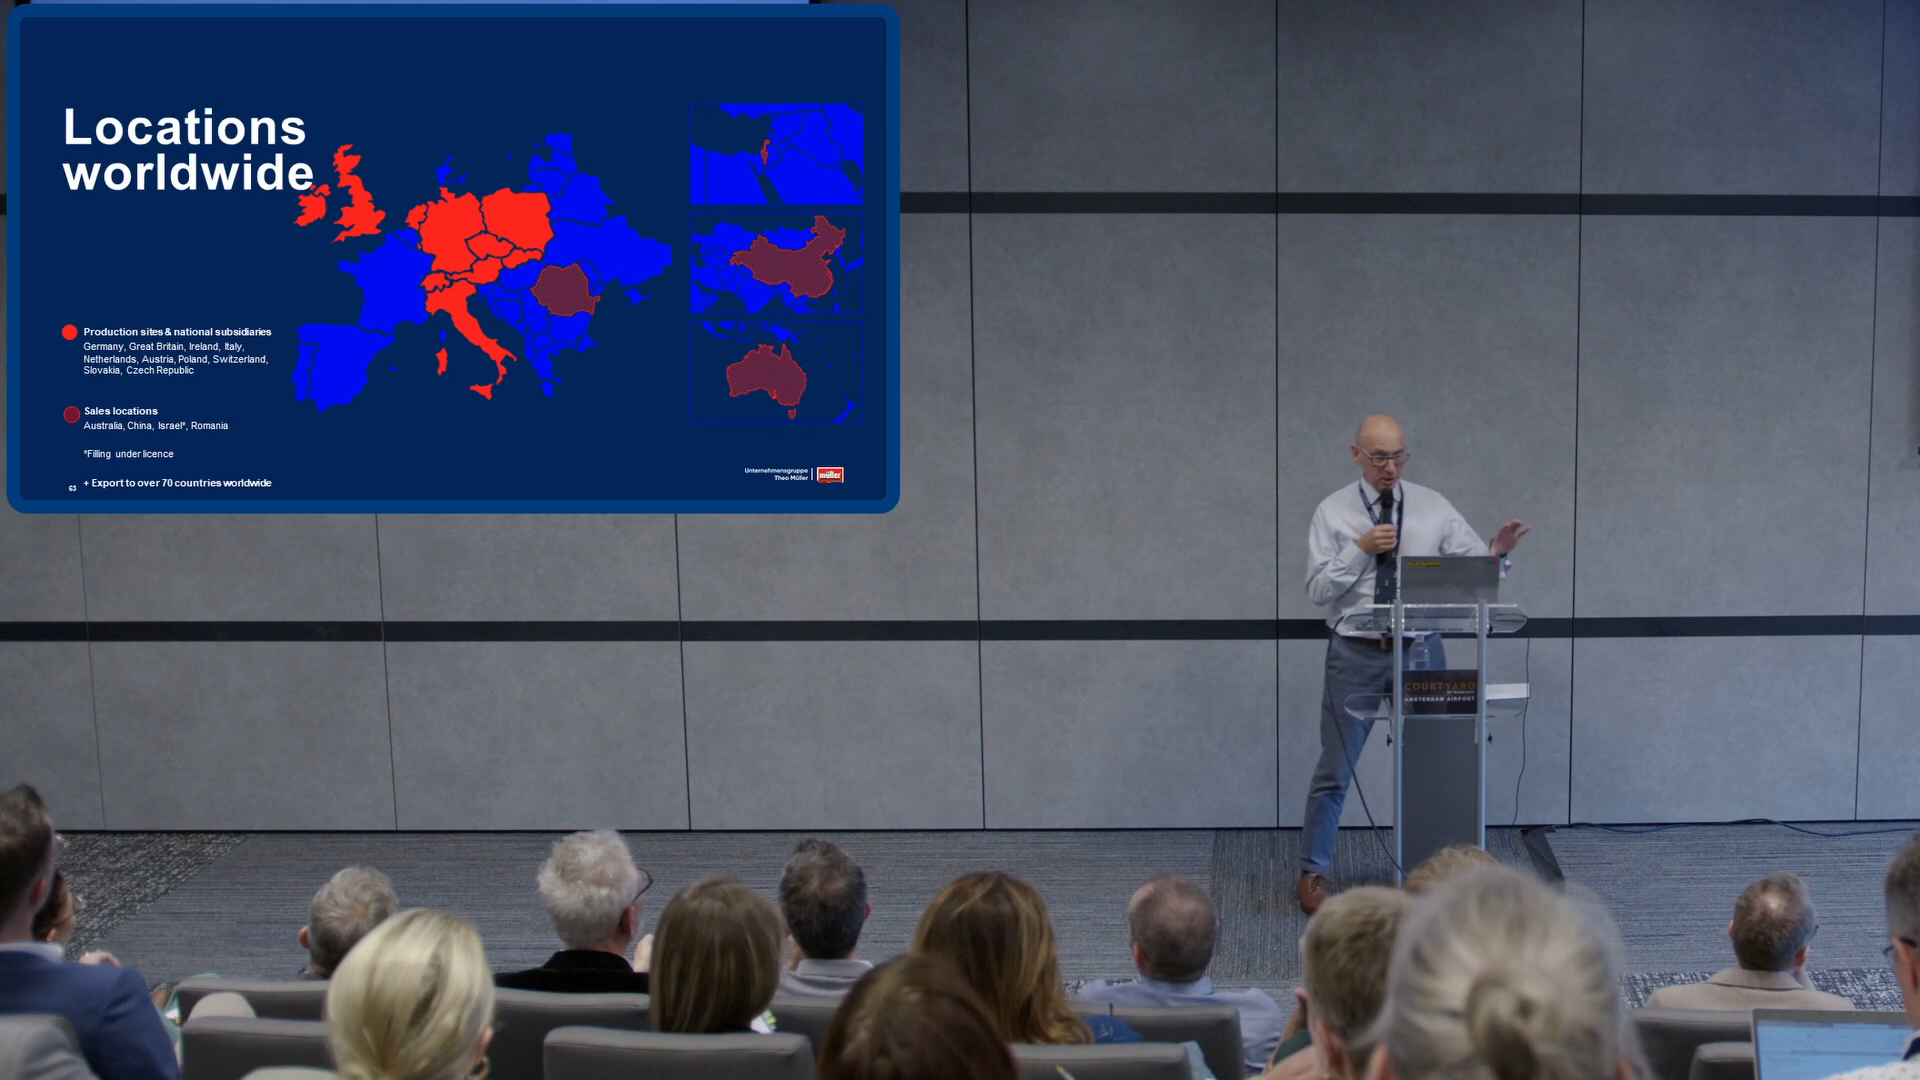 Locations
worldwide
Production sites & national subsidiaries
Germany, Great Britain, Ireland, Italy,
Netherlands, Austria, Poland, Switzerland,
Slovakia, Czech Republic
Sales locations
Australia, China, Israel*, Romania
*Filling under licence
+ Export to over 70 countries worldwide
63
Unternehmensgruppe
Theo Müller
müller
COURTYARD
AMSTERDAM AIRPORT